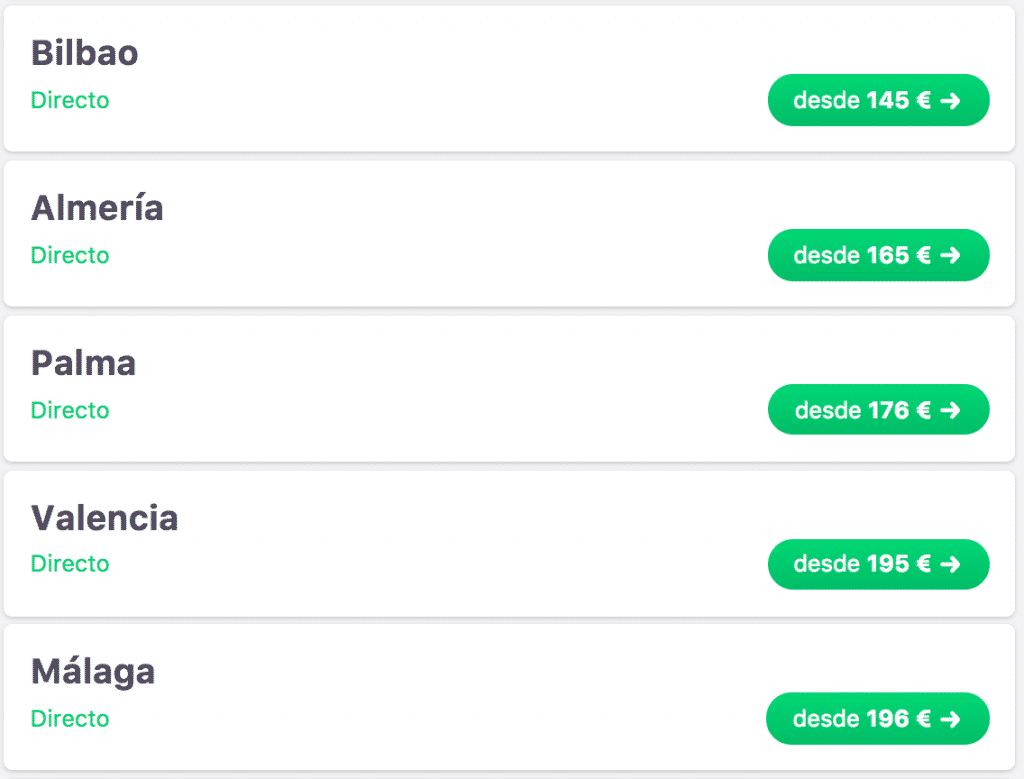 Bilbao
Directo
desde 145 € →
Almería
Directo
desde 165 € →
Palma
Directo
desde 176 € →
Valencia
Directo
desde 195 € →
Málaga
Directo
desde 196 € →